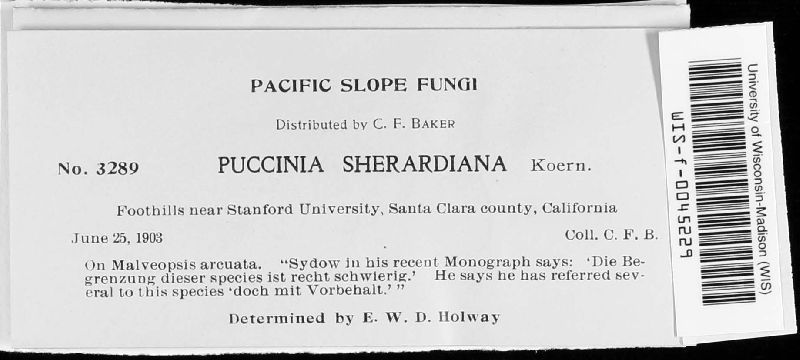 PACIFIC SLOPE FUNGI
Distributed by C. F. BAKER
No. 3289 PUCCINIA SHERARDIANA Koern.
Foothills near Stanford University, Santa Clara county, California
June 25, 1903 Coll. C. F. B.
On Malveopsis arcuata. "Sydow in his recent Monograph says: 'Die Be-
grenzung dieser species ist recht schwierig.' He says he has referred sev-
eral to this species 'doch mit Vorbehalt.' "
Determined by E. W. D. Holway
University of Wisconsin-Madison (WIS)
WIS-f-0045229